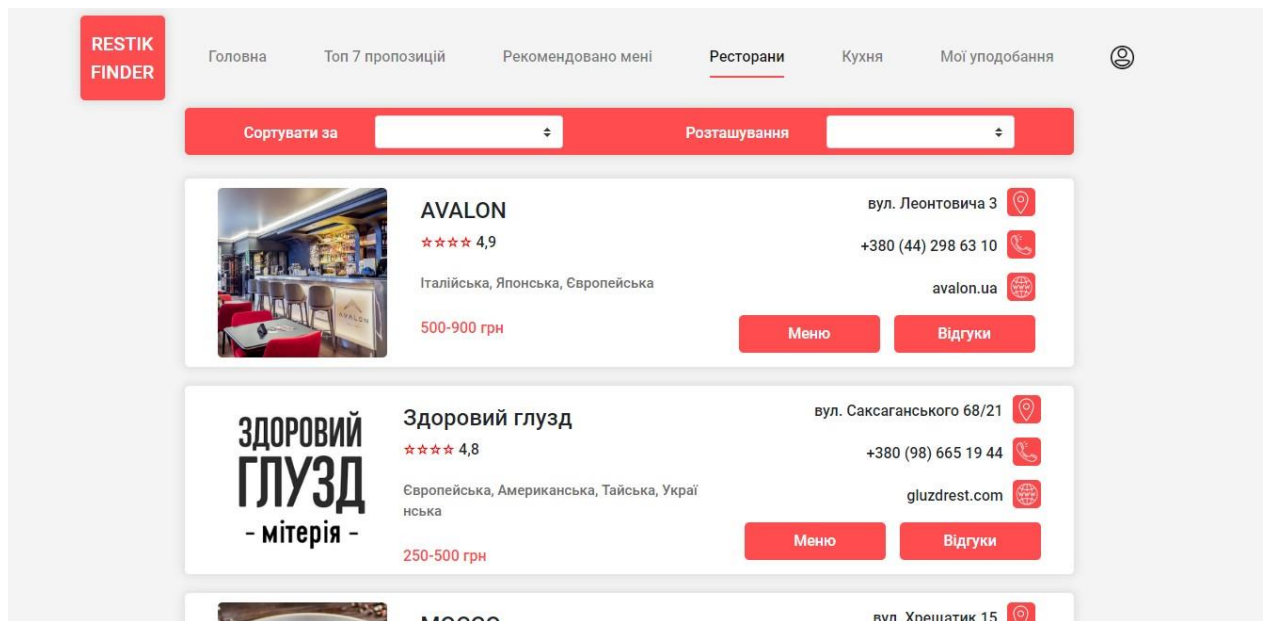 RESTIK
FINDER
Головна
Топ 7 пропозицій
Рекомендовано мені
Ресторани
Кухня
Мої уподобання
Сортувати за
Розташування
AVALON
4,9
Італійська, Японська, Європейська
500-900 грн
вул. Леонтовича 3
+380 (44) 298 63 10
avalon.ua
Меню
Відгуки
AVALON
ЗДОРОВИЙ
ГЛУЗД
- мітерія -
Здоровий глузд
4,8
Європейська, Американська, Тайська, Украї
нська
250-500 грн
вул. Саксаганського 68/21
+380 (98) 665 19 44
gluzdrest.com
Меню
Відгуки
вул. Хрещатик 15